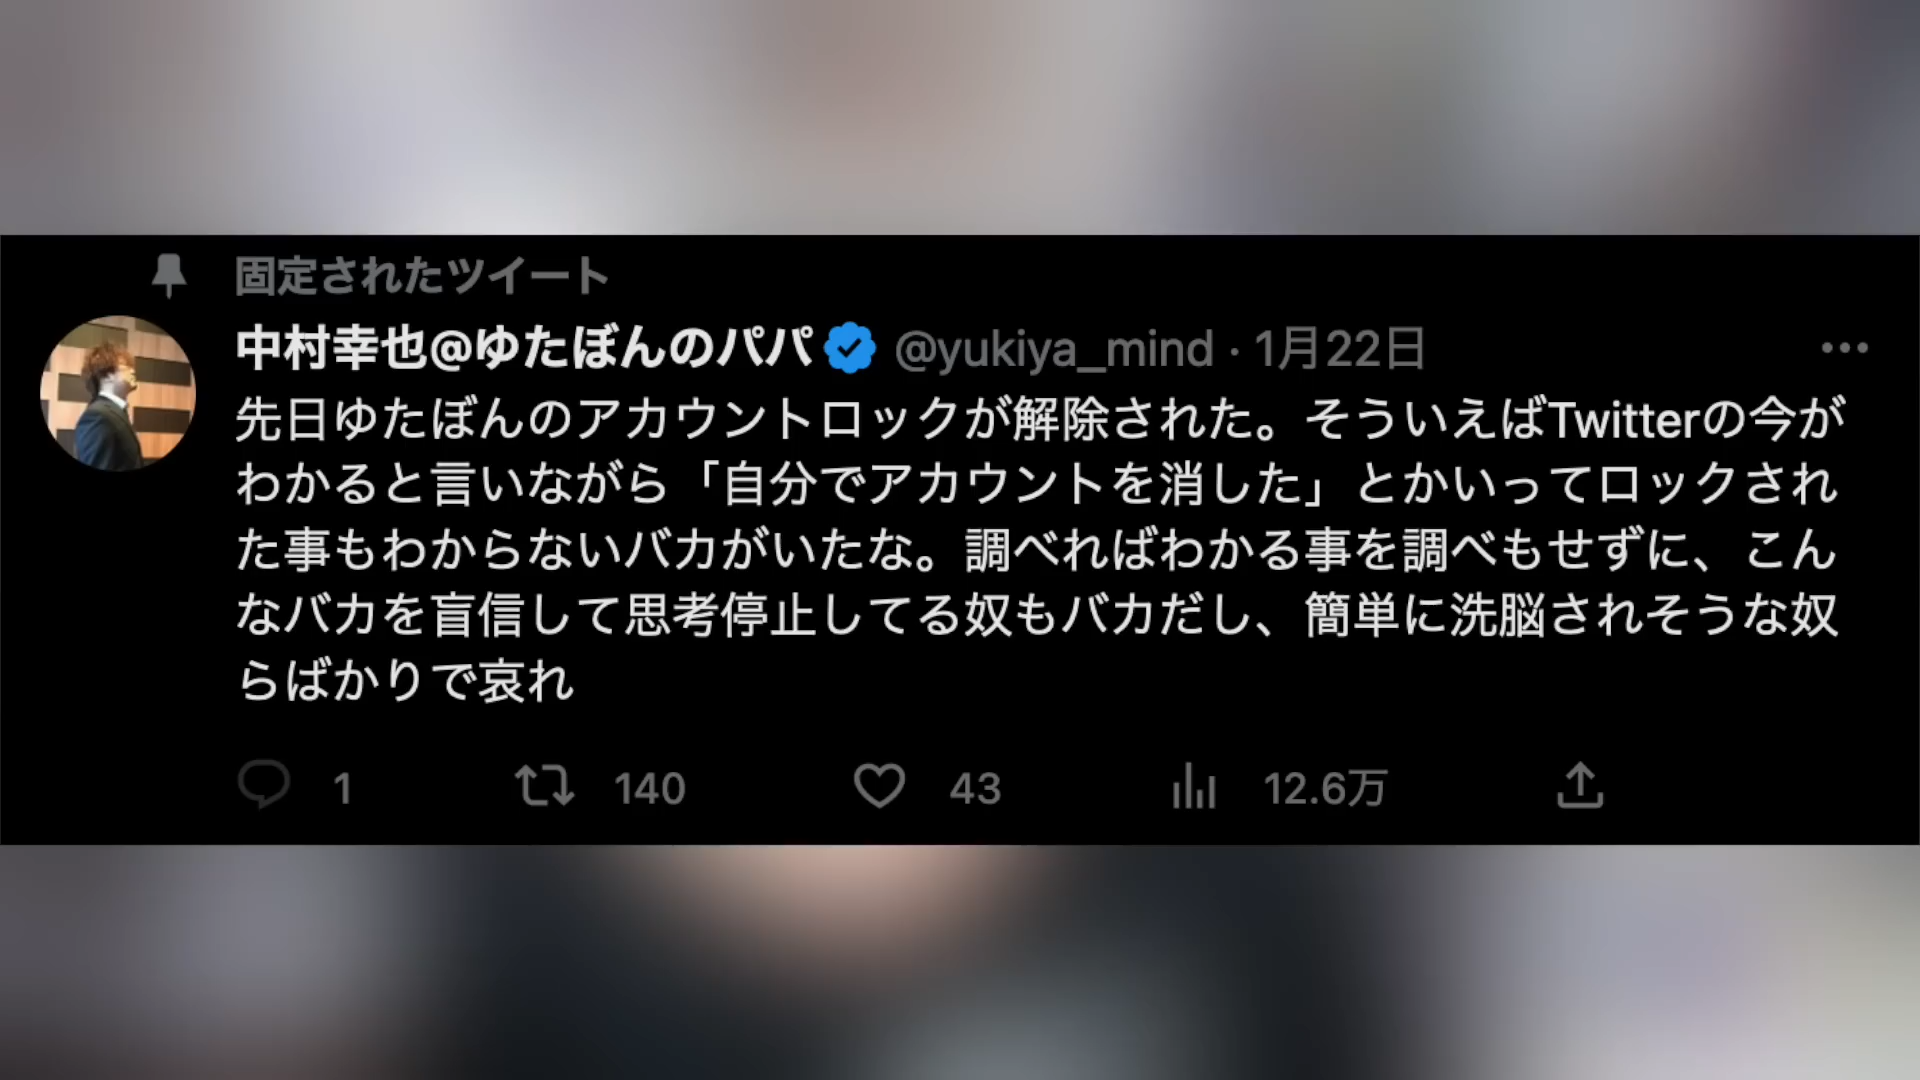 固定されたツイート
中村幸也@ゆたぼんのパパ @yukiya_mind · 1月22日
先日ゆたぼんのアカウントロックが解除された。そういえばTwitterの今が
わかると言いながら「自分でアカウントを消した」とかいってロックされ
た事もわからないバカがいたな。調べればわかる事を調べもせずに、こん
なバカを盲信して思考停止してる奴もバカだし、簡単に洗脳されそうな奴
らばかりで哀れ
1 140 43 12.6万